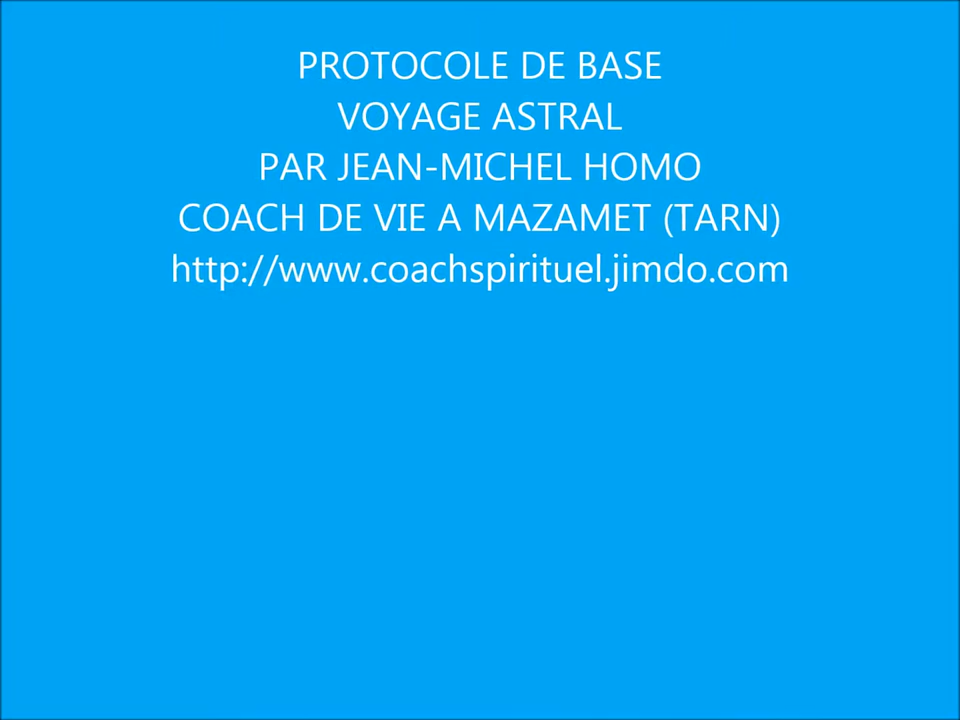 PROTOCOLE DE BASE
VOYAGE ASTRAL
PAR JEAN-MICHEL HOMO
COACH DE VIE A MAZAMET (TARN)
http://www.coachspirituel.jimdo.com